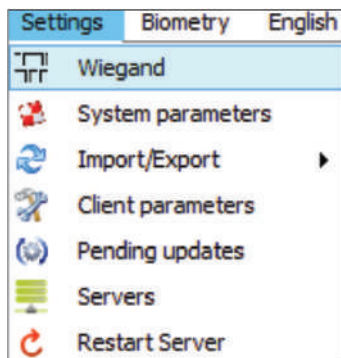 Settings Biometry English
Wiegand
System parameters
Import/Export
Client parameters
Pending updates
Servers
Restart Server